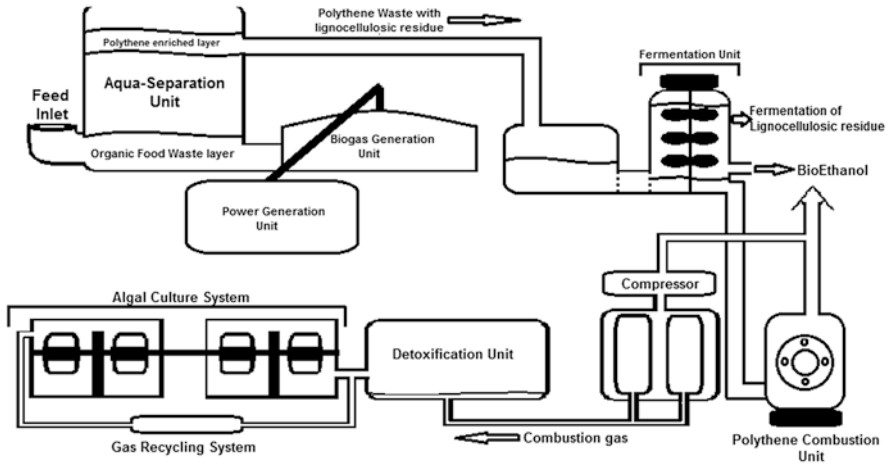 Polythene Waste with
lignocellulosic residue
Polythene enriched layer
Aqua-Separation
Unit
Feed
Inlet
Organic Food Waste layer
Biogas Generation
Unit
Power Generation
Unit
Fermentation Unit
Fermentation of
Lignocellulosic residue
BioEthanol
Compressor
Algal Culture System
Detoxification Unit
Gas Recycling System
Combustion gas
Polythene Combustion
Unit